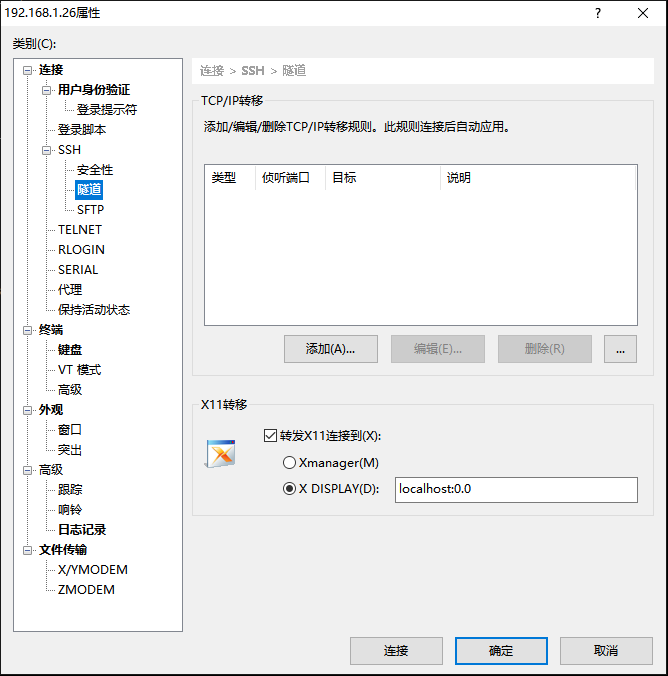 192.168.1.26属性
?
类别(C):
连接
用户身份验证
登录提示符
登录脚本
SSH
安全性
隧道
SFTP
TELNET
RLOGIN
SERIAL
代理
保持活动状态
终端
键盘
VT 模式
高级
外观
窗口
突出
高级
跟踪
响铃
日志记录
文件传输
X/YMODEM
ZMODEM
连接 > SSH > 隧道
TCP/IP转移
添加/编辑/删除TCP/IP转移规则。此规则连接后自动应用。
类型 侦听端口 目标 说明
添加(A)... 编辑(E)... 删除(R) ...
X11转移
转发X11连接到(X):
Xmanager(M)
X DISPLAY(D): localhost:0.0
连接 确定 取消